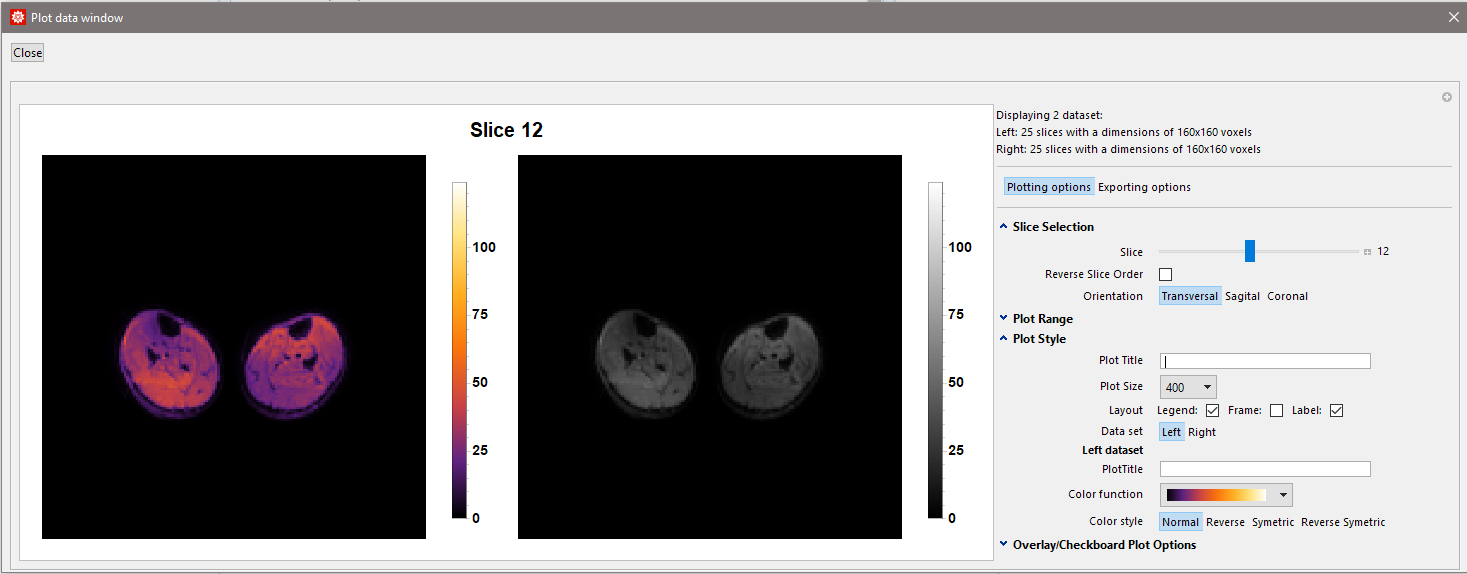 Plot data window
Close
Slice 12
100
75
50
25
0
100
75
50
25
0
Displaying 2 dataset:
Left: 25 slices with a dimensions of 160x160 voxels
Right: 25 slices with a dimensions of 160x160 voxels
Plotting options Exporting options
Slice Selection
Slice 12
Reverse Slice Order
Orientation Transversal Sagital Coronal
Plot Range
Plot Style
Plot Title
Plot Size 400
Layout Legend: Frame: Label:
Data set Left Right
Left dataset
PlotTitle
Color function
Color style Normal Reverse Symetric Reverse Symetric
Overlay/Checkboard Plot Options